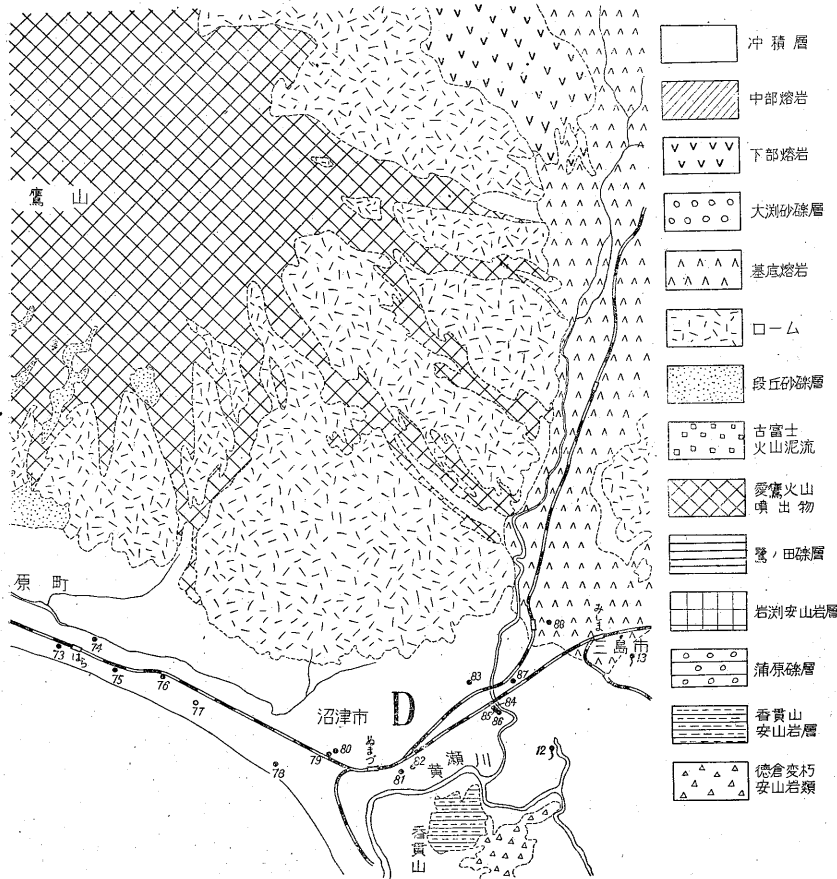 鷹山
原町
はら
沼津市
D
ぬまづ
黄瀬川
香貫山
みしま
三島市
73
74
75
76
77
78
79
80
81
82
83
84
85
86
87
88
12
13
冲積層
中部熔岩
下部熔岩
大渕砂礫層
基底熔岩
ローム
段丘砂礫層
古富士
火山泥流
愛鷹火山
噴出物
鷺ノ田礫層
岩渕安山岩層
蒲原礫層
香貫山
安山岩層
徳倉変朽
安山岩類